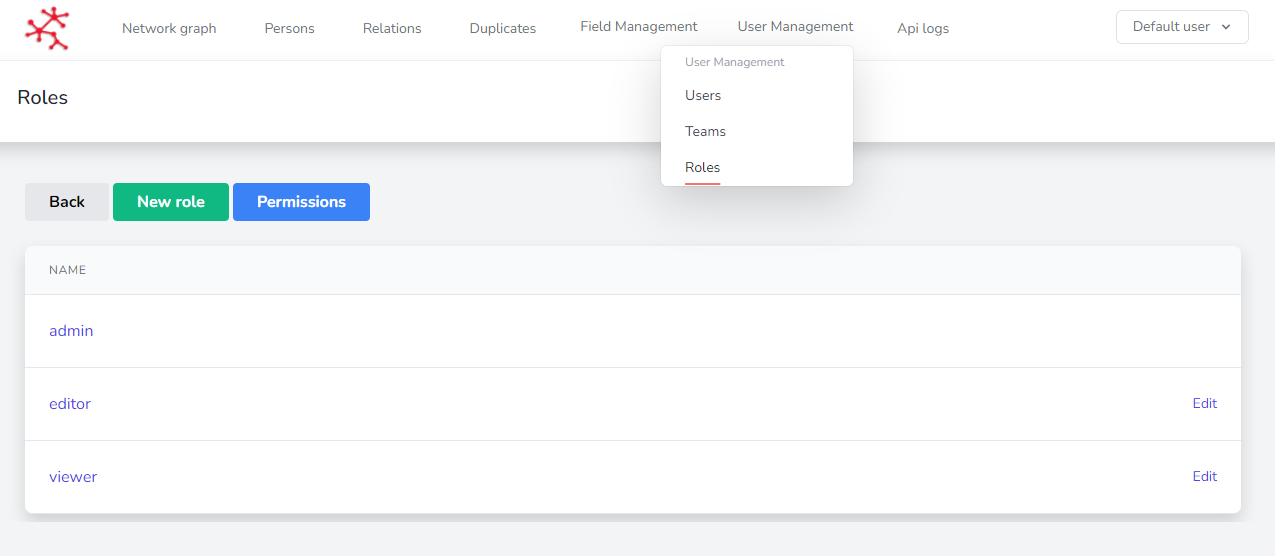 Network graph Persons Relations Duplicates Field Management User Management Api logs Default user
User Management
Users
Teams
Roles
Roles
Back New role Permissions
NAME
admin
editor Edit
viewer Edit